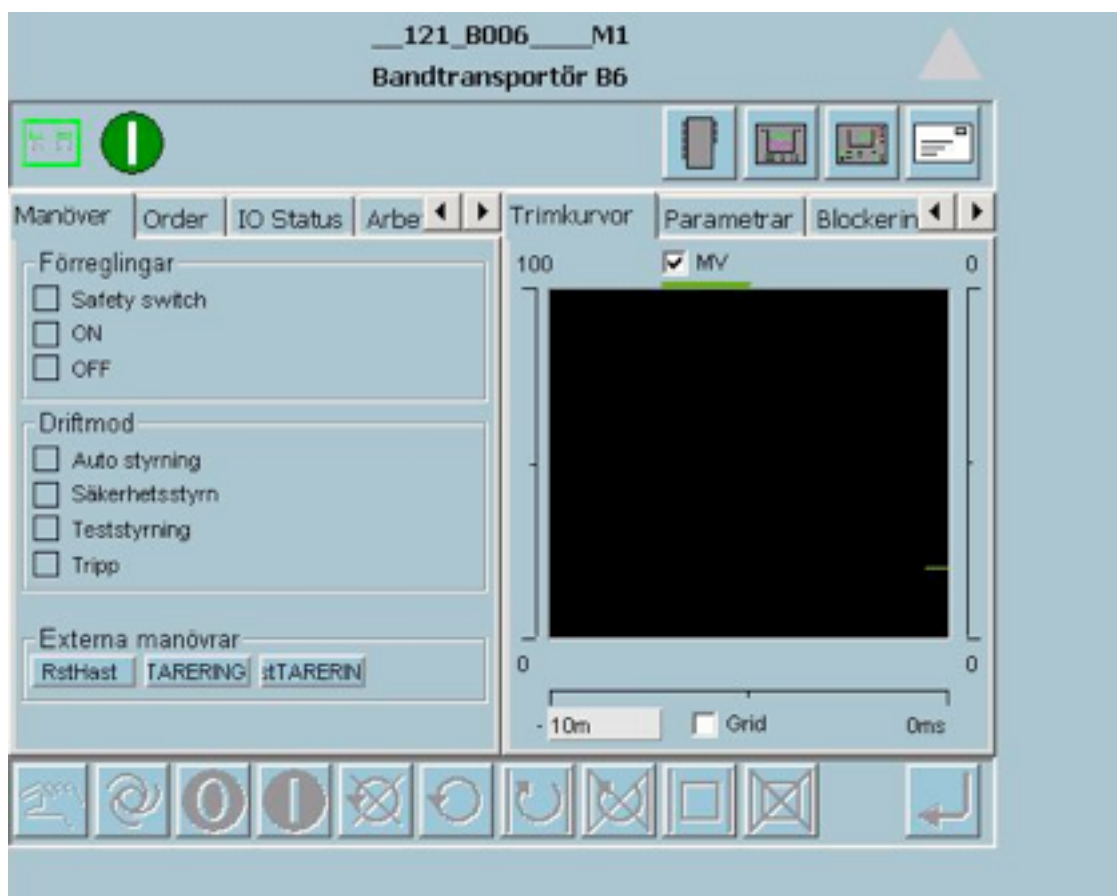 __121_B006____M1
Bandtransportör B6
Manöver Order IO Status Arbe
Trimkurvor Parametrar Blockerin
Förreglingar
Safety switch
ON
OFF
Driftmod
Auto styrning
Säkerhetsstyrn
Teststyrning
Tripp
Externa manövrar
RstHast TARERING stTARERIN
100 MV 0
0 0
- 10m Grid 0ms